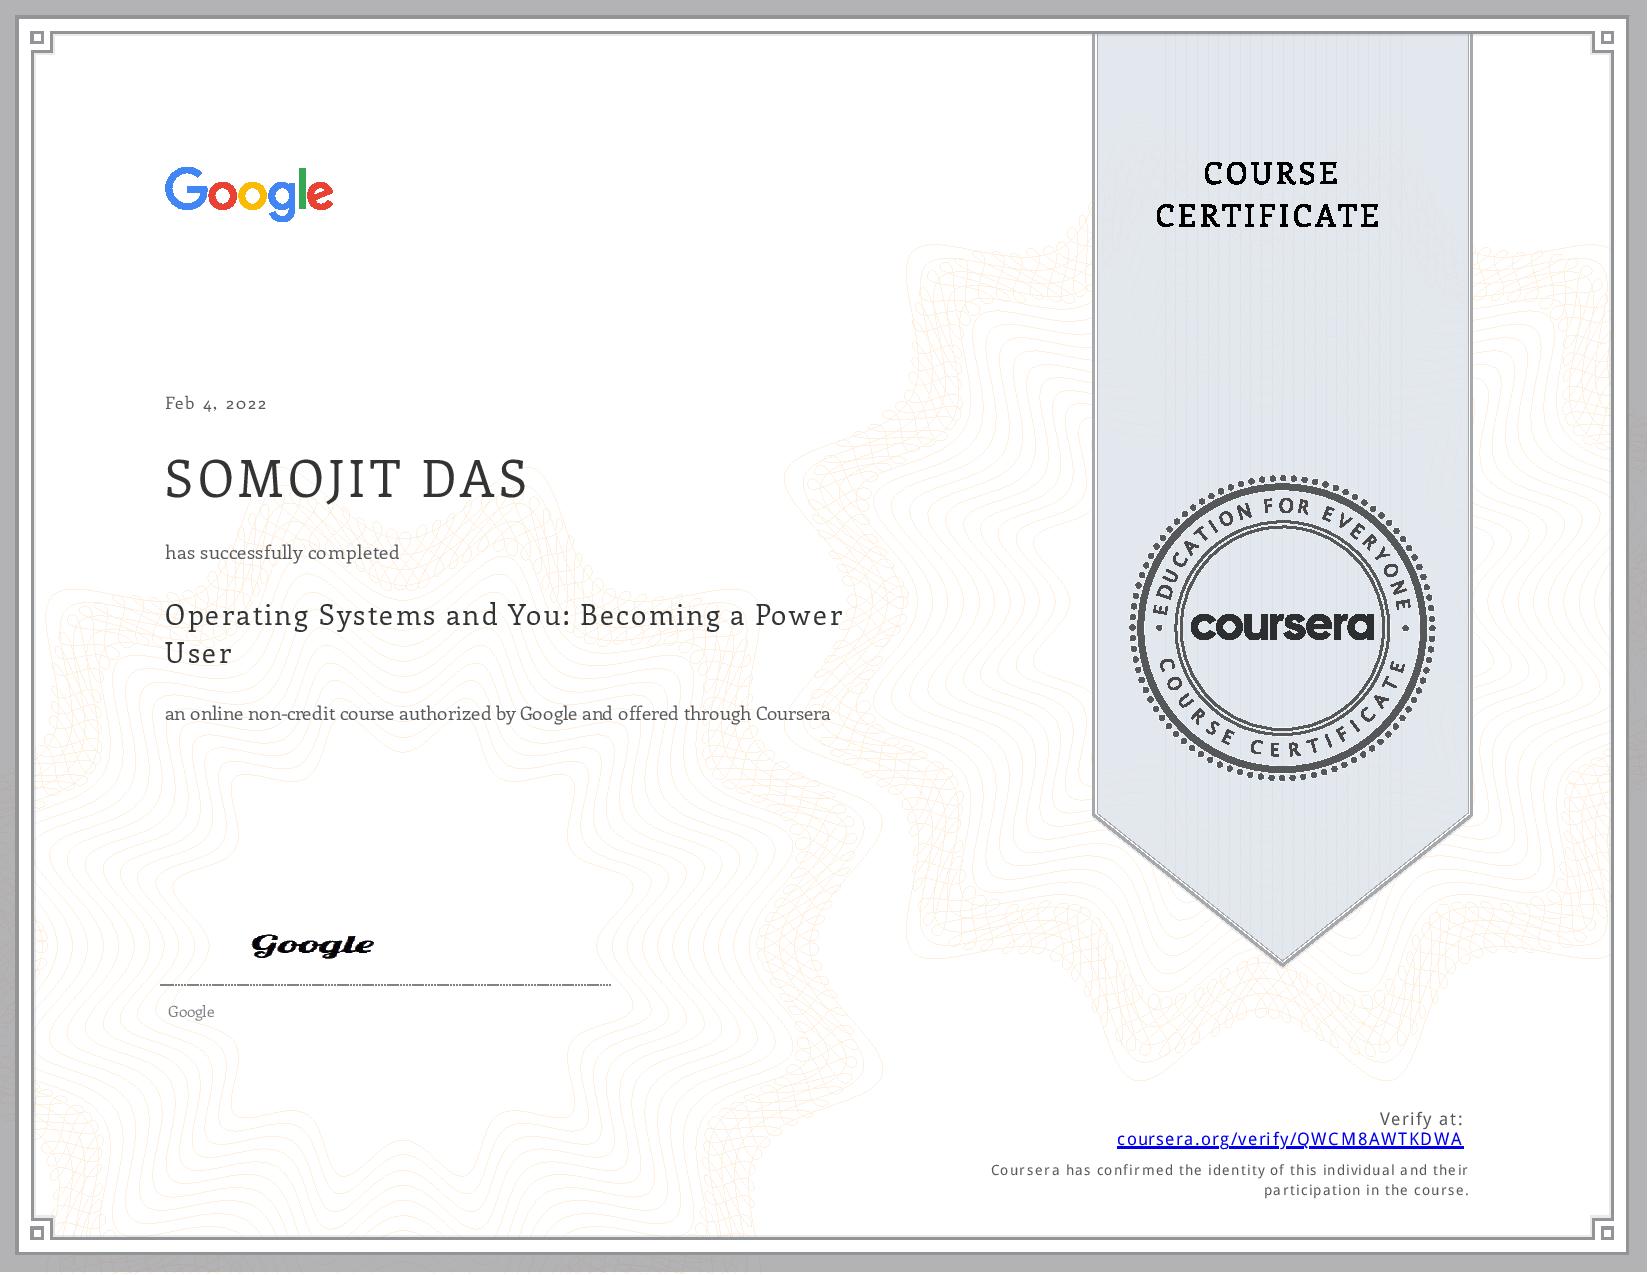 Google
COURSE
CERTIFICATE
Feb 4, 2022
SOMOJIT DAS
has successfully completed
Operating Systems and You: Becoming a Power
User
an online non-credit course authorized by Google and offered through Coursera
EDUCATION FOR EVERYONE
coursera
COURSE CERTIFICATE
Google
Google
Verify at:
coursera.org/verify/QWCM8AWTKDWA
Coursera has confirmed the identity of this individual and their
participation in the course.